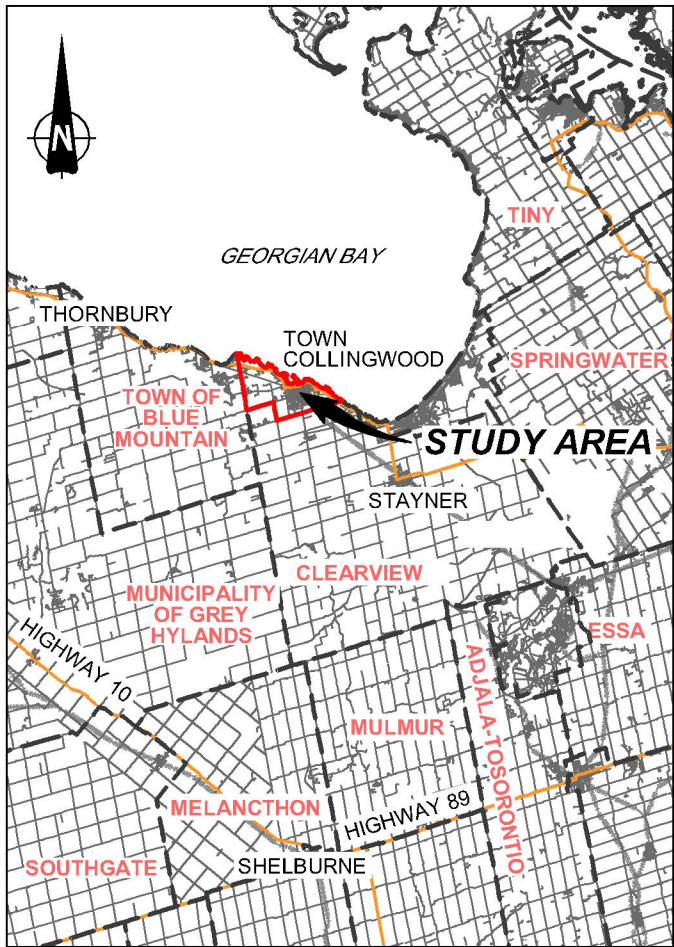 N
TINY
GEORGIAN BAY
THORNBURY
TOWN
COLLINGWOOD
SPRINGWATER
TOWN OF
BLUE
MOUNTAIN
STUDY AREA
STAYNER
CLEARVIEW
MUNICIPALITY
OF GREY
HYLANDS
ESSA
HIGHWAY 10
ADJALA-TOSORONTIO
MULMUR
MELANCTHON
HIGHWAY 89
SOUTHGATE
SHELBURNE